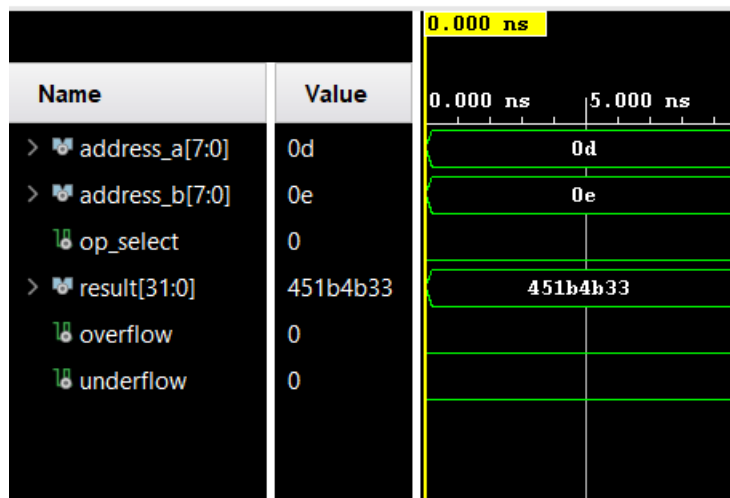 0.000 ns
Name Value 0.000 ns 5.000 ns
address_a[7:0] 0d 0d
address_b[7:0] 0e 0e
op_select 0
result[31:0] 451b4b33 451b4b33
overflow 0
underflow 0